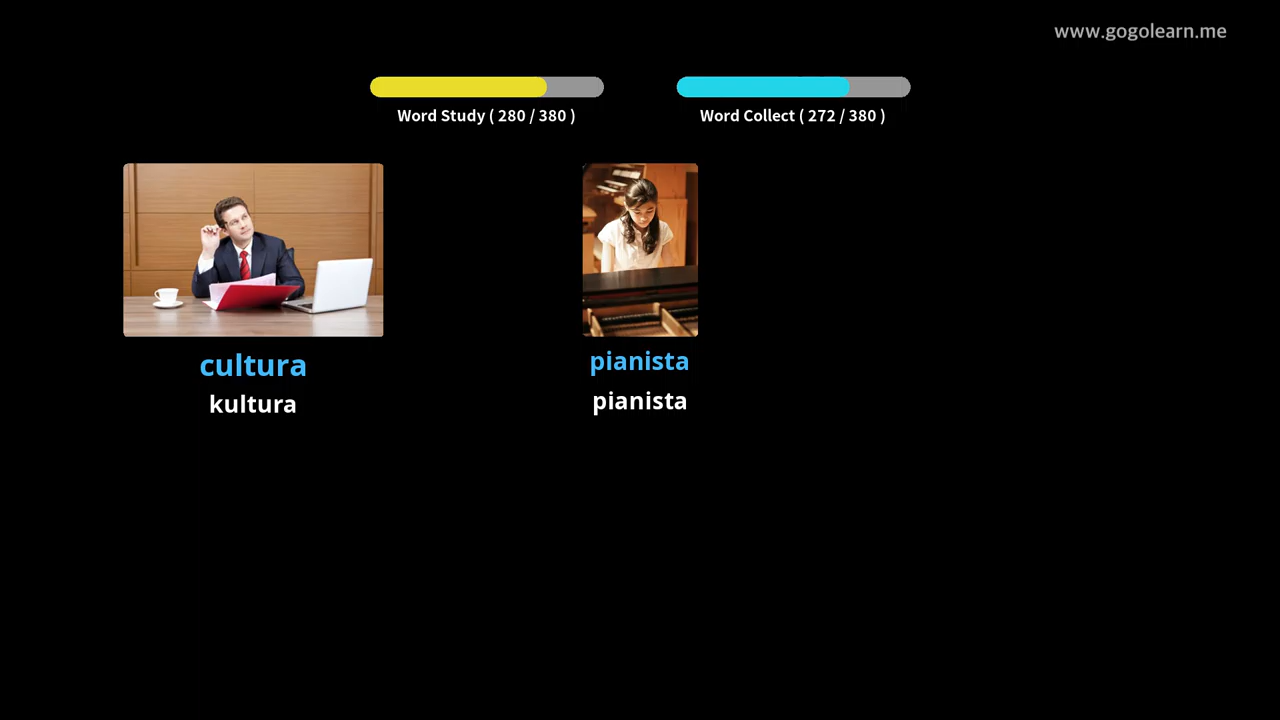 www.gogolearn.me
Word Study ( 280 / 380 )
Word Collect ( 272 / 380 )
cultura
kultura
pianista
pianista